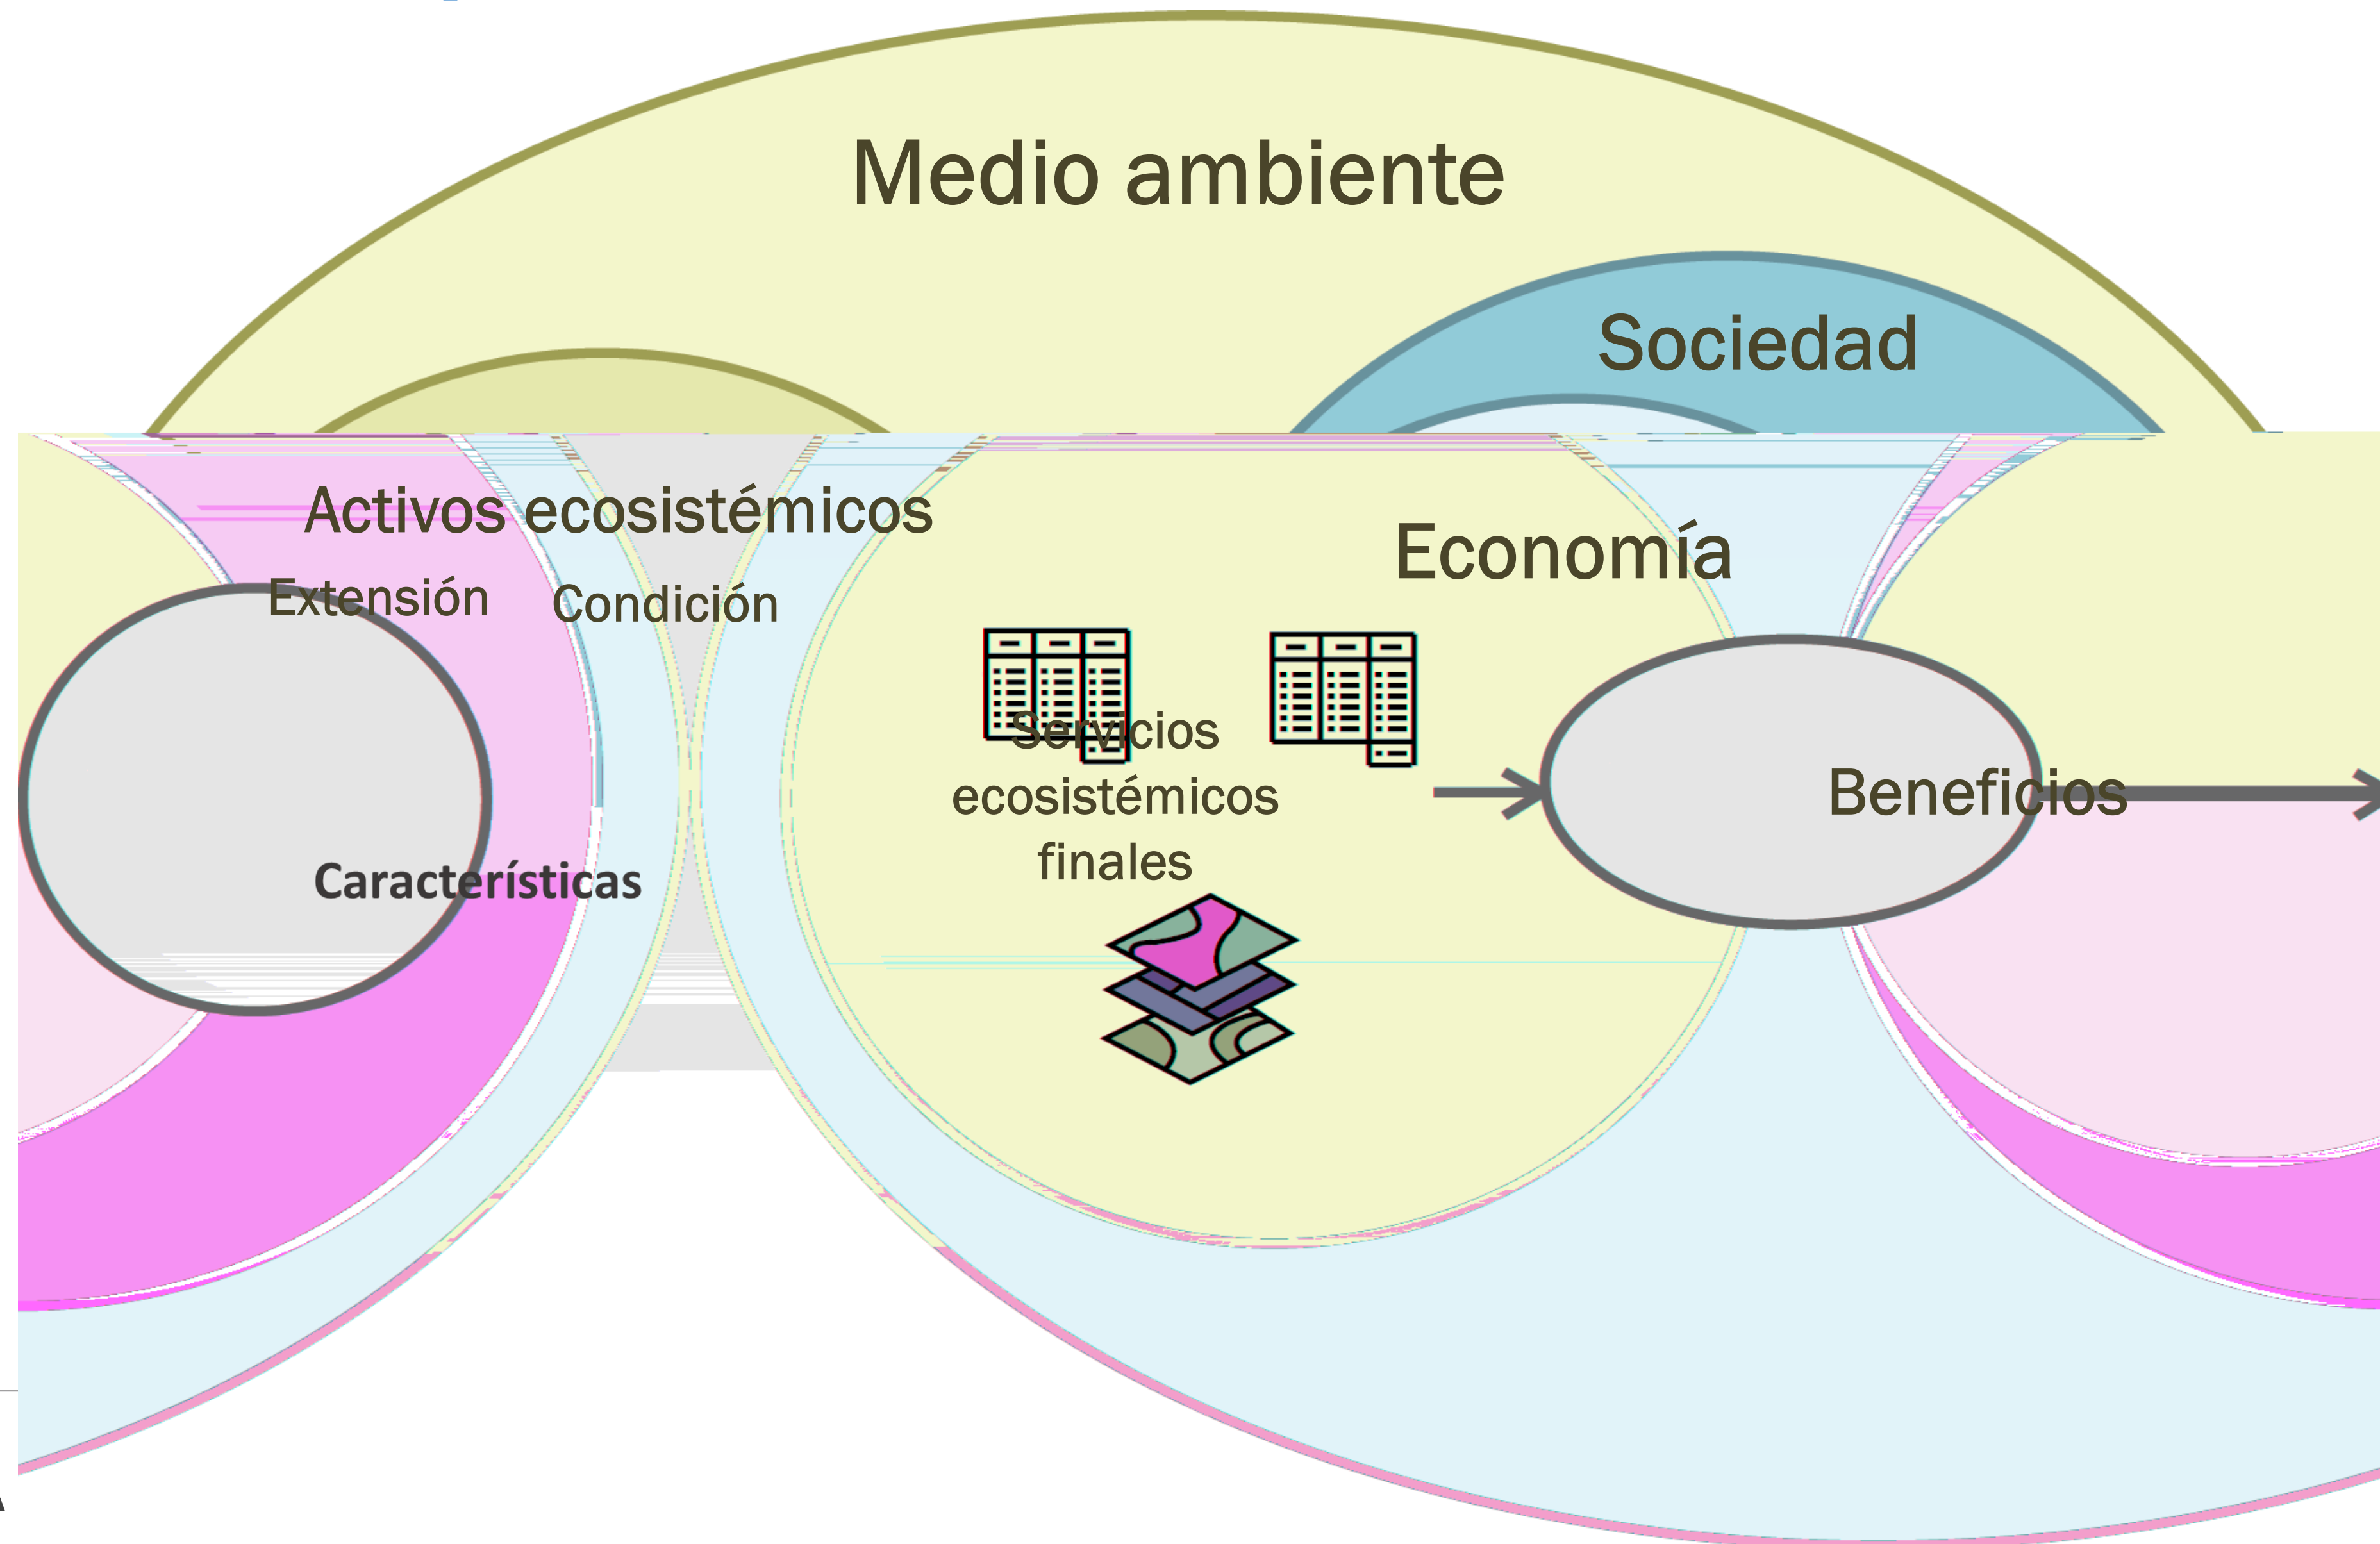 Medio ambiente
Sociedad
Activos ecosistémicos
Economía
Extensión
Condición
Servicios
ecosistémicos
finales
Beneficios
Características